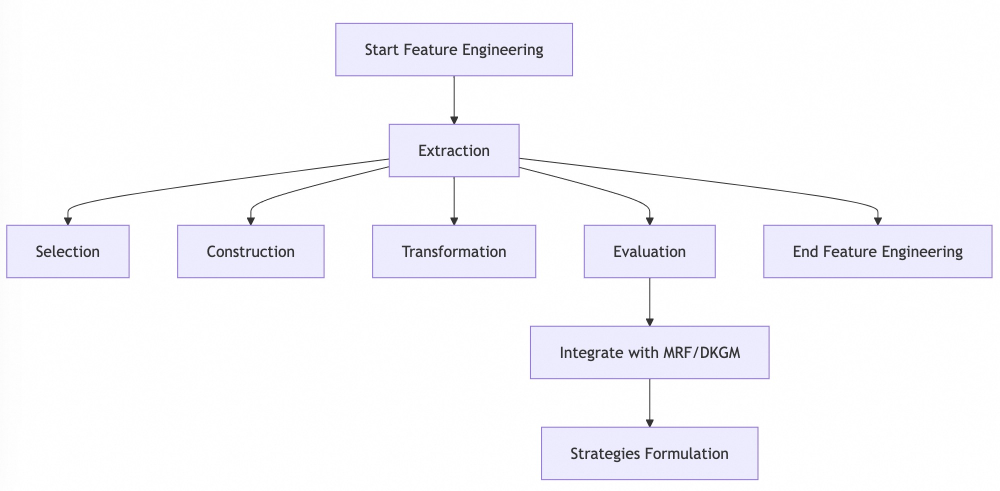 Start Feature Engineering
Extraction
Selection
Construction
Transformation
Evaluation
End Feature Engineering
Integrate with MRF/DKGM
Strategies Formulation